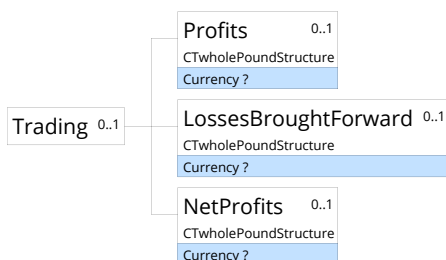 Profits 0..1
CTwholePoundStructure
Currency ?
Trading 0..1
LossesBroughtForward 0..1
CTwholePoundStructure
Currency ?
NetProfits 0..1
CTwholePoundStructure
Currency ?